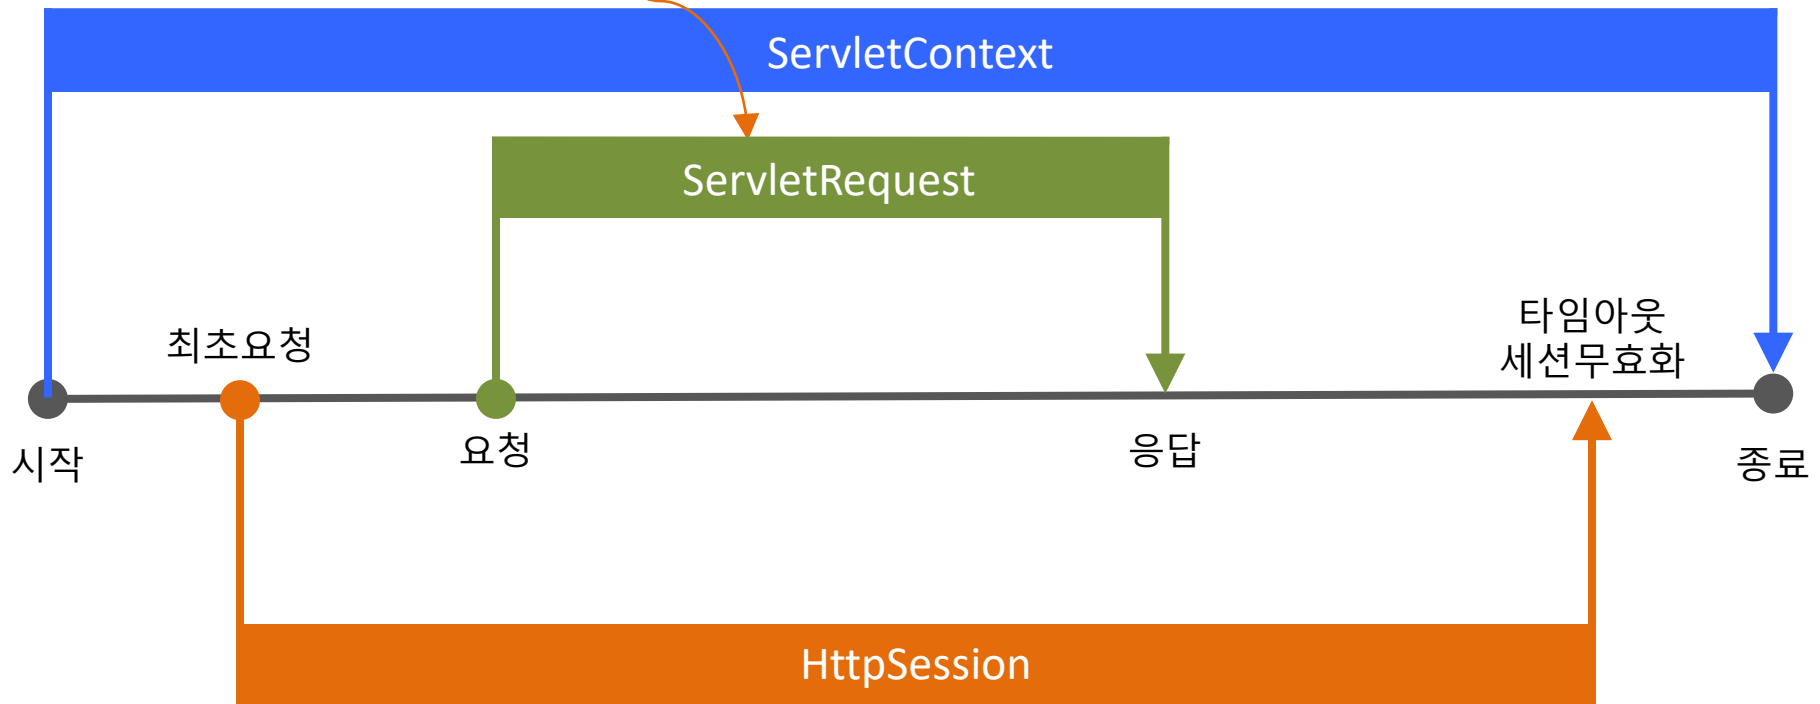 ServletContext
ServletRequest
타임아웃
세션무효화
최초요청
시작
요청
응답
종료
HttpSession